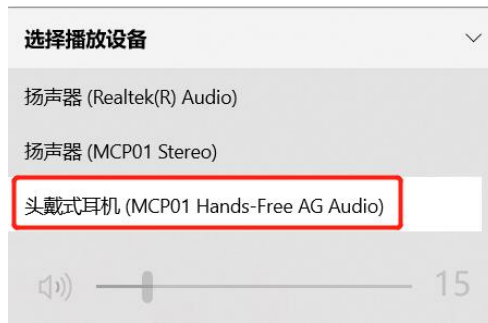 选择播放设备
扬声器 (Realtek(R) Audio)
扬声器 (MCP01 Stereo)
头戴式耳机 (MCP01 Hands-Free AG Audio)
15